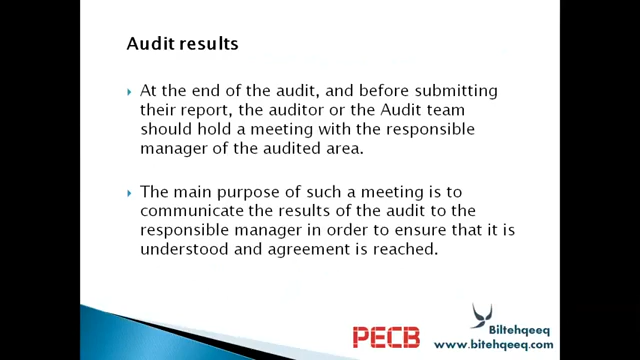 Audit results
At the end of the audit, and before submitting
their report, the auditor or the Audit team
should hold a meeting with the responsible
manager of the audited area.
The main purpose of such a meeting is to
communicate the results of the audit to the
responsible manager in order to ensure that it is
understood and agreement is reached.
PECB
Biltehqeeq
www.bitehqeeq.com